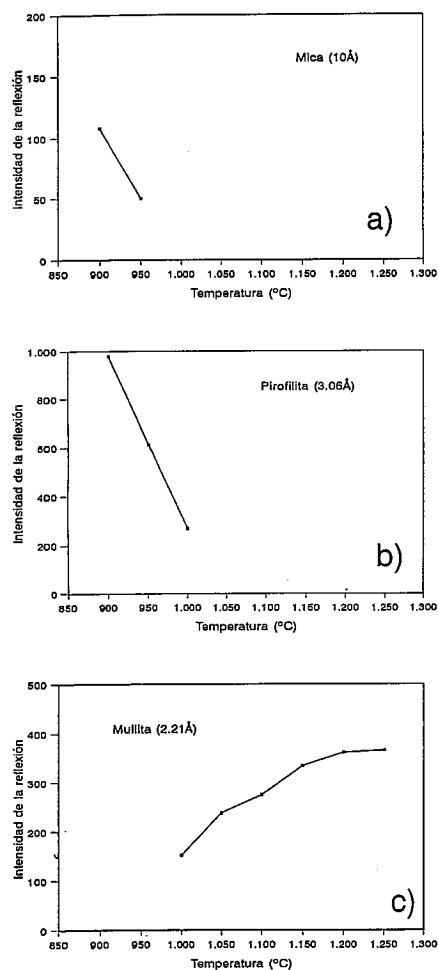 200
Mica (10Å)
150
Intensidad de la reflexión
100
50
a)
0
850 900 950 1.000 1.050 1.100 1.150 1.200 1.250 1.300
Temperatura (ºC)
1.000
Pirofilita (3.06Å)
800
Intensidad de la reflexión
600
400
200
b)
0
850 900 950 1.000 1.050 1.100 1.150 1.200 1.250 1.300
Temperatura (ºC)
500
Mullita (2.21Å)
400
Intensidad de la reflexión
300
200
100
c)
0
850 900 950 1.000 1.050 1.100 1.150 1.200 1.250 1.300
Temperatura (ºC)